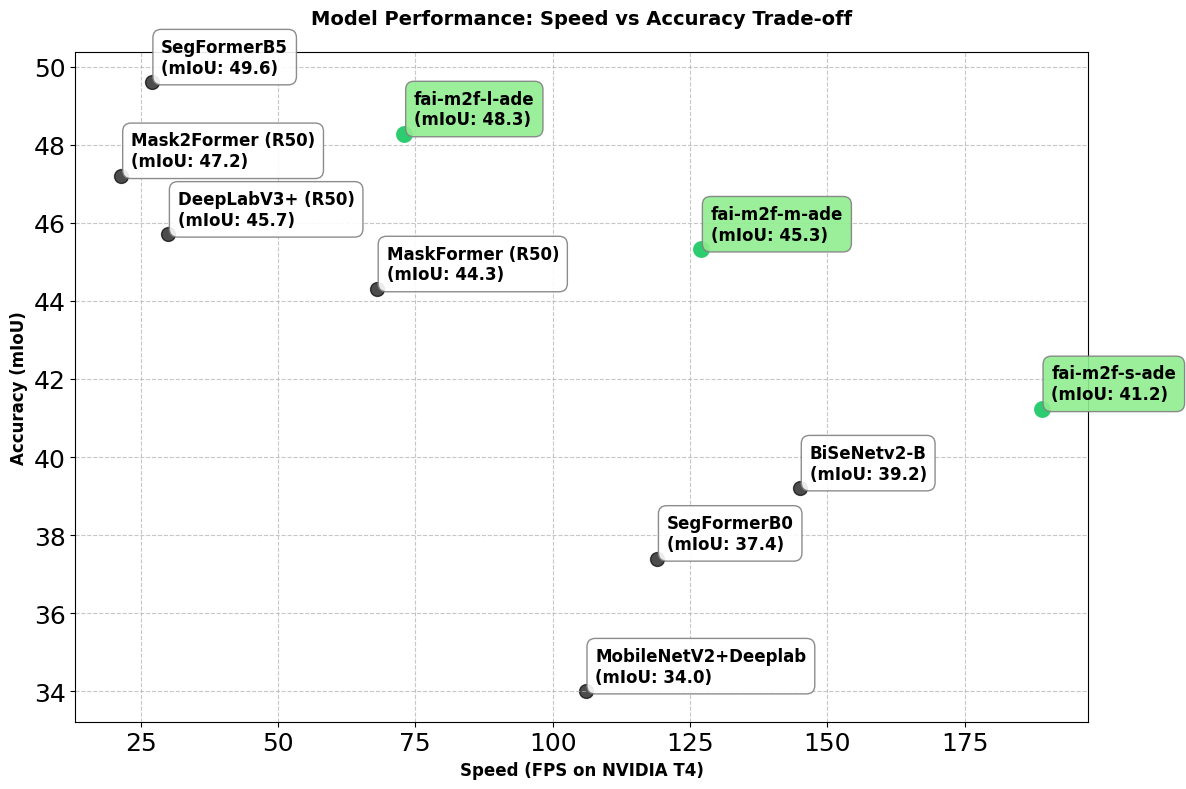 Model Performance: Speed vs Accuracy Trade-off
SegFormerB5
(mIoU: 49.6)
fai-m2f-l-ade
(mIoU: 48.3)
Mask2Former (R50)
(mIoU: 47.2)
DeepLabV3+ (R50)
(mIoU: 45.7)
fai-m2f-m-ade
(mIoU: 45.3)
MaskFormer (R50)
(mIoU: 44.3)
fai-m2f-s-ade
(mIoU: 41.2)
BiSeNetv2-B
(mIoU: 39.2)
SegFormerB0
(mIoU: 37.4)
MobileNetV2+Deeplab
(mIoU: 34.0)
Accuracy (mIoU)
50
48
46
44
42
40
38
36
34
25 50 75 100 125 150 175
Speed (FPS on NVIDIA T4)